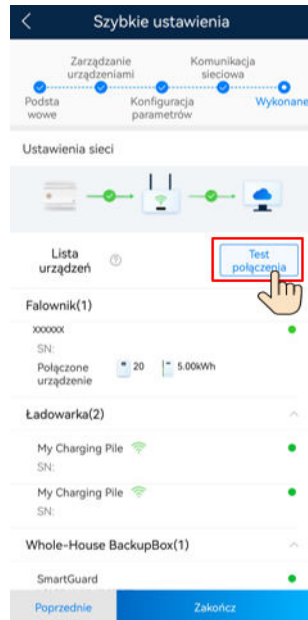 Szybkie ustawienia
Zarządzanie
urządzeniami
Komunikacja
sieciowa
Podsta
wowe
Konfiguracja
parametrów
Wykonane
Ustawienia sieci
Lista
urządzeń
?
Test
połączenia
Falownik(1)
xxxxxx
SN:
Połączone
urządzenie
20
5.00kWh
Ładowarka(2)
My Charging Pile
SN:
My Charging Pile
SN:
Whole-House BackupBox(1)
SmartGuard
Poprzednie
Zakończ